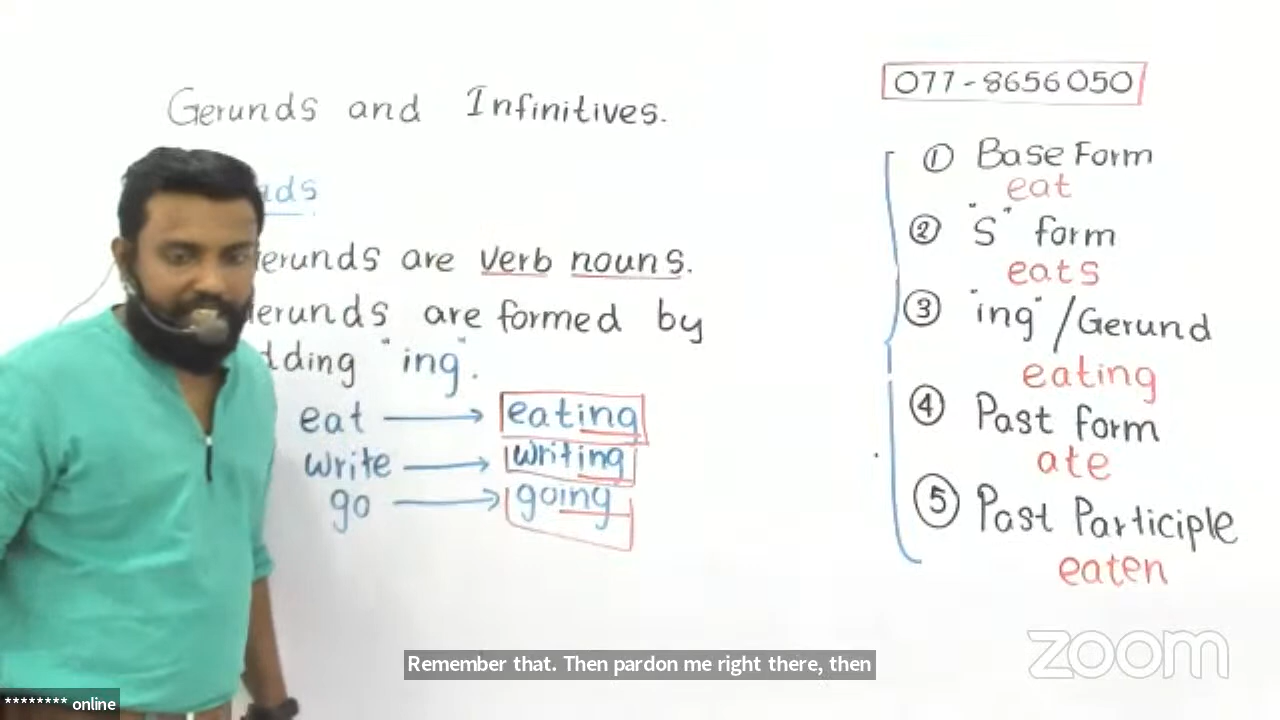 Gerunds and Infinitives.
erunds are verb nouns.
erunds are formed by
dding "ing".
eat → eating
write → writing
go → going
077-8656050
① Base Form
eat
② "S" form
eats
③ "ing"/Gerund
eating
④ Past form
ate
⑤ Past Participle
eaten
zoom
Remember that. Then pardon me right there, then
******** online